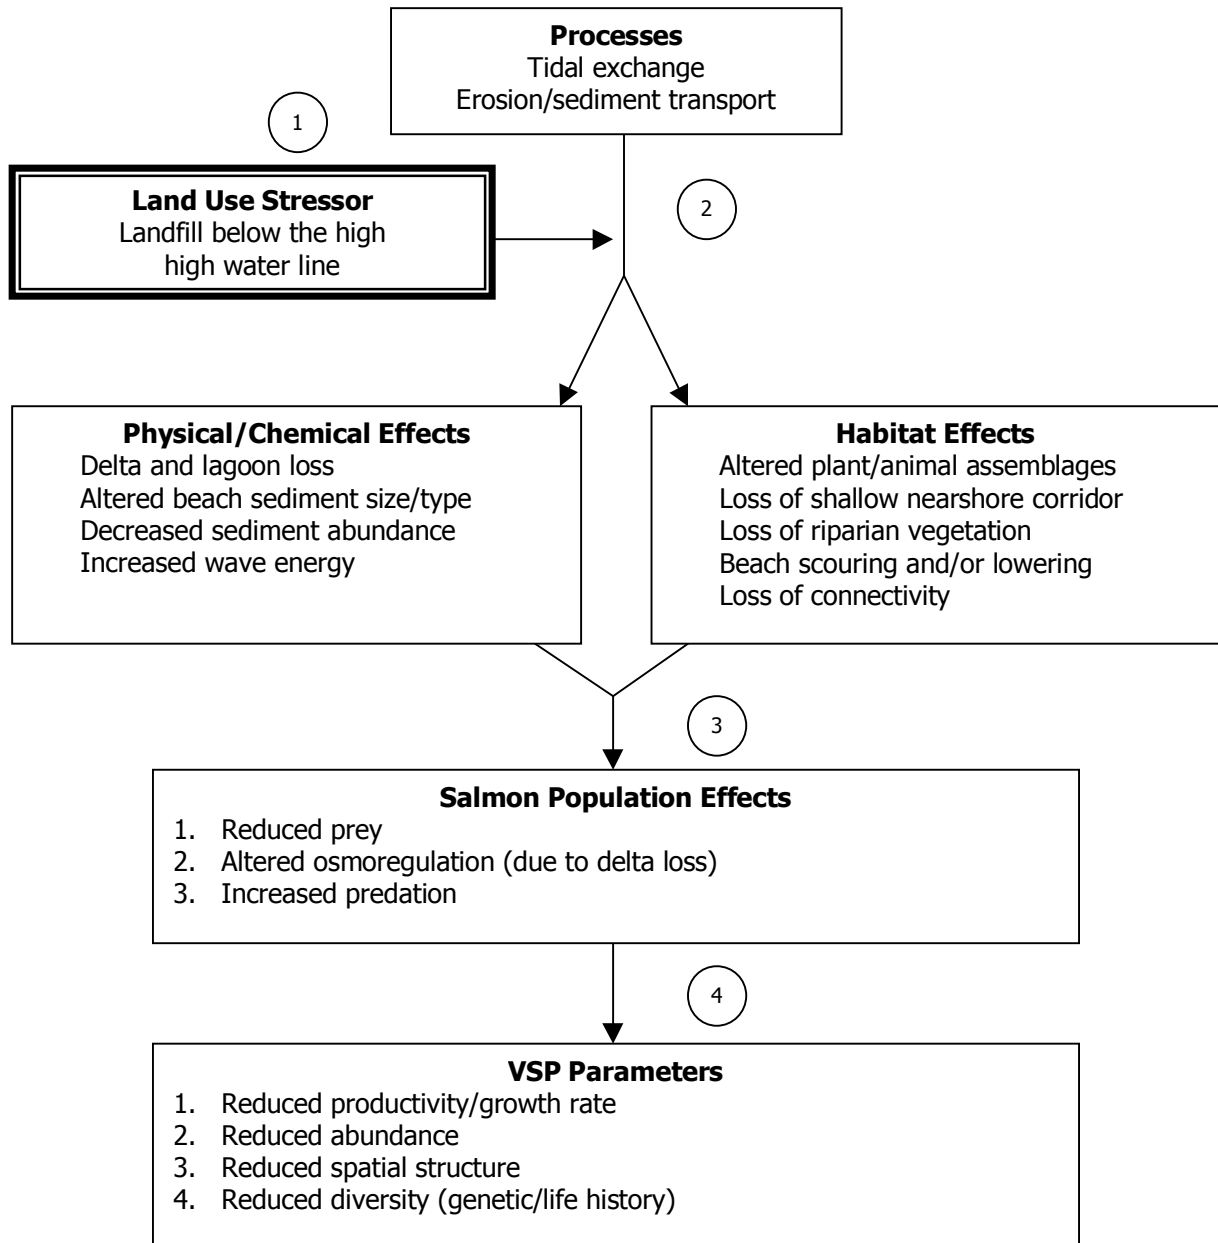 Processes
Tidal exchange
Erosion/sediment transport
1
Land Use Stressor
Landfill below the high
high water line
2
Physical/Chemical Effects
Delta and lagoon loss
Altered beach sediment size/type
Decreased sediment abundance
Increased wave energy
Habitat Effects
Altered plant/animal assemblages
Loss of shallow nearshore corridor
Loss of riparian vegetation
Beach scouring and/or lowering
Loss of connectivity
3
Salmon Population Effects
1. Reduced prey
2. Altered osmoregulation (due to delta loss)
3. Increased predation
4
VSP Parameters
1. Reduced productivity/growth rate
2. Reduced abundance
3. Reduced spatial structure
4. Reduced diversity (genetic/life history)